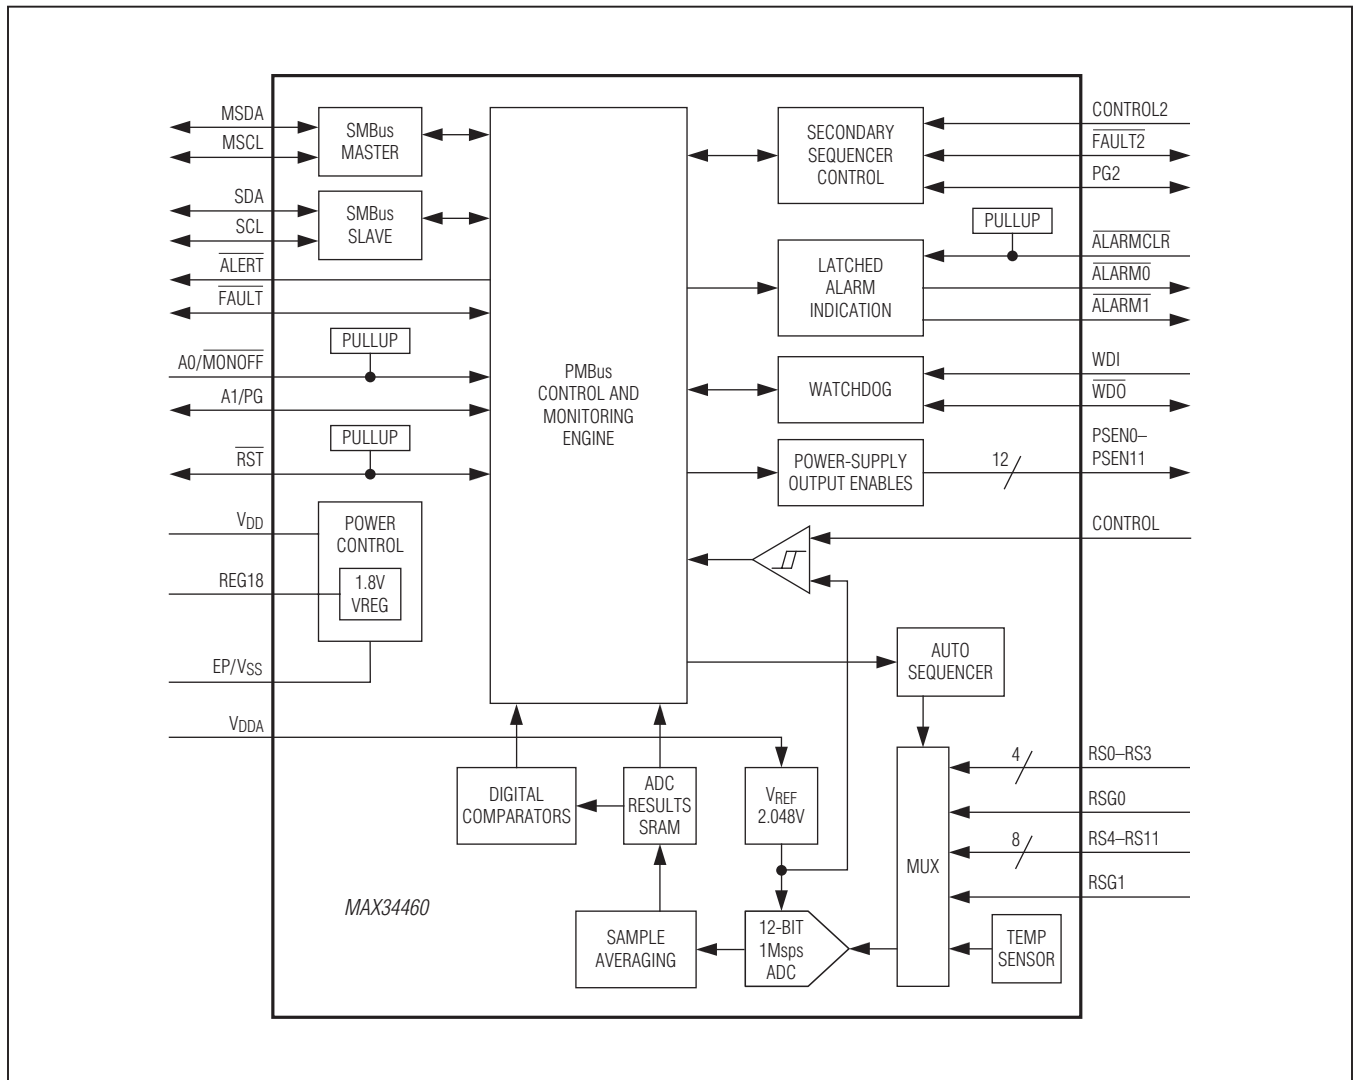 MSDA
MSCL
SDA
SCL
ALERT
FAULT
A0/MONOFF
A1/PG
RST
VDD
REG18
EP/VSS
VDDA
SMBus
MASTER
SMBus
SLAVE
PULLUP
PULLUP
POWER
CONTROL
1.8V
VREG
PMBus
CONTROL AND
MONITORING
ENGINE
SECONDARY
SEQUENCER
CONTROL
PULLUP
LATCHED
ALARM
INDICATION
WATCHDOG
POWER-SUPPLY
OUTPUT ENABLES
12
CONTROL2
FAULT2
PG2
ALARMCLR
ALARM0
ALARM1
WDI
WDO
PSEN0–
PSEN11
CONTROL
AUTO
SEQUENCER
DIGITAL
COMPARATORS
ADC
RESULTS
SRAM
VREF
2.048V
MUX
4
RS0–RS3
RSG0
8
RS4–RS11
RSG1
MAX34460
SAMPLE
AVERAGING
12-BIT
1Msps
ADC
TEMP
SENSOR